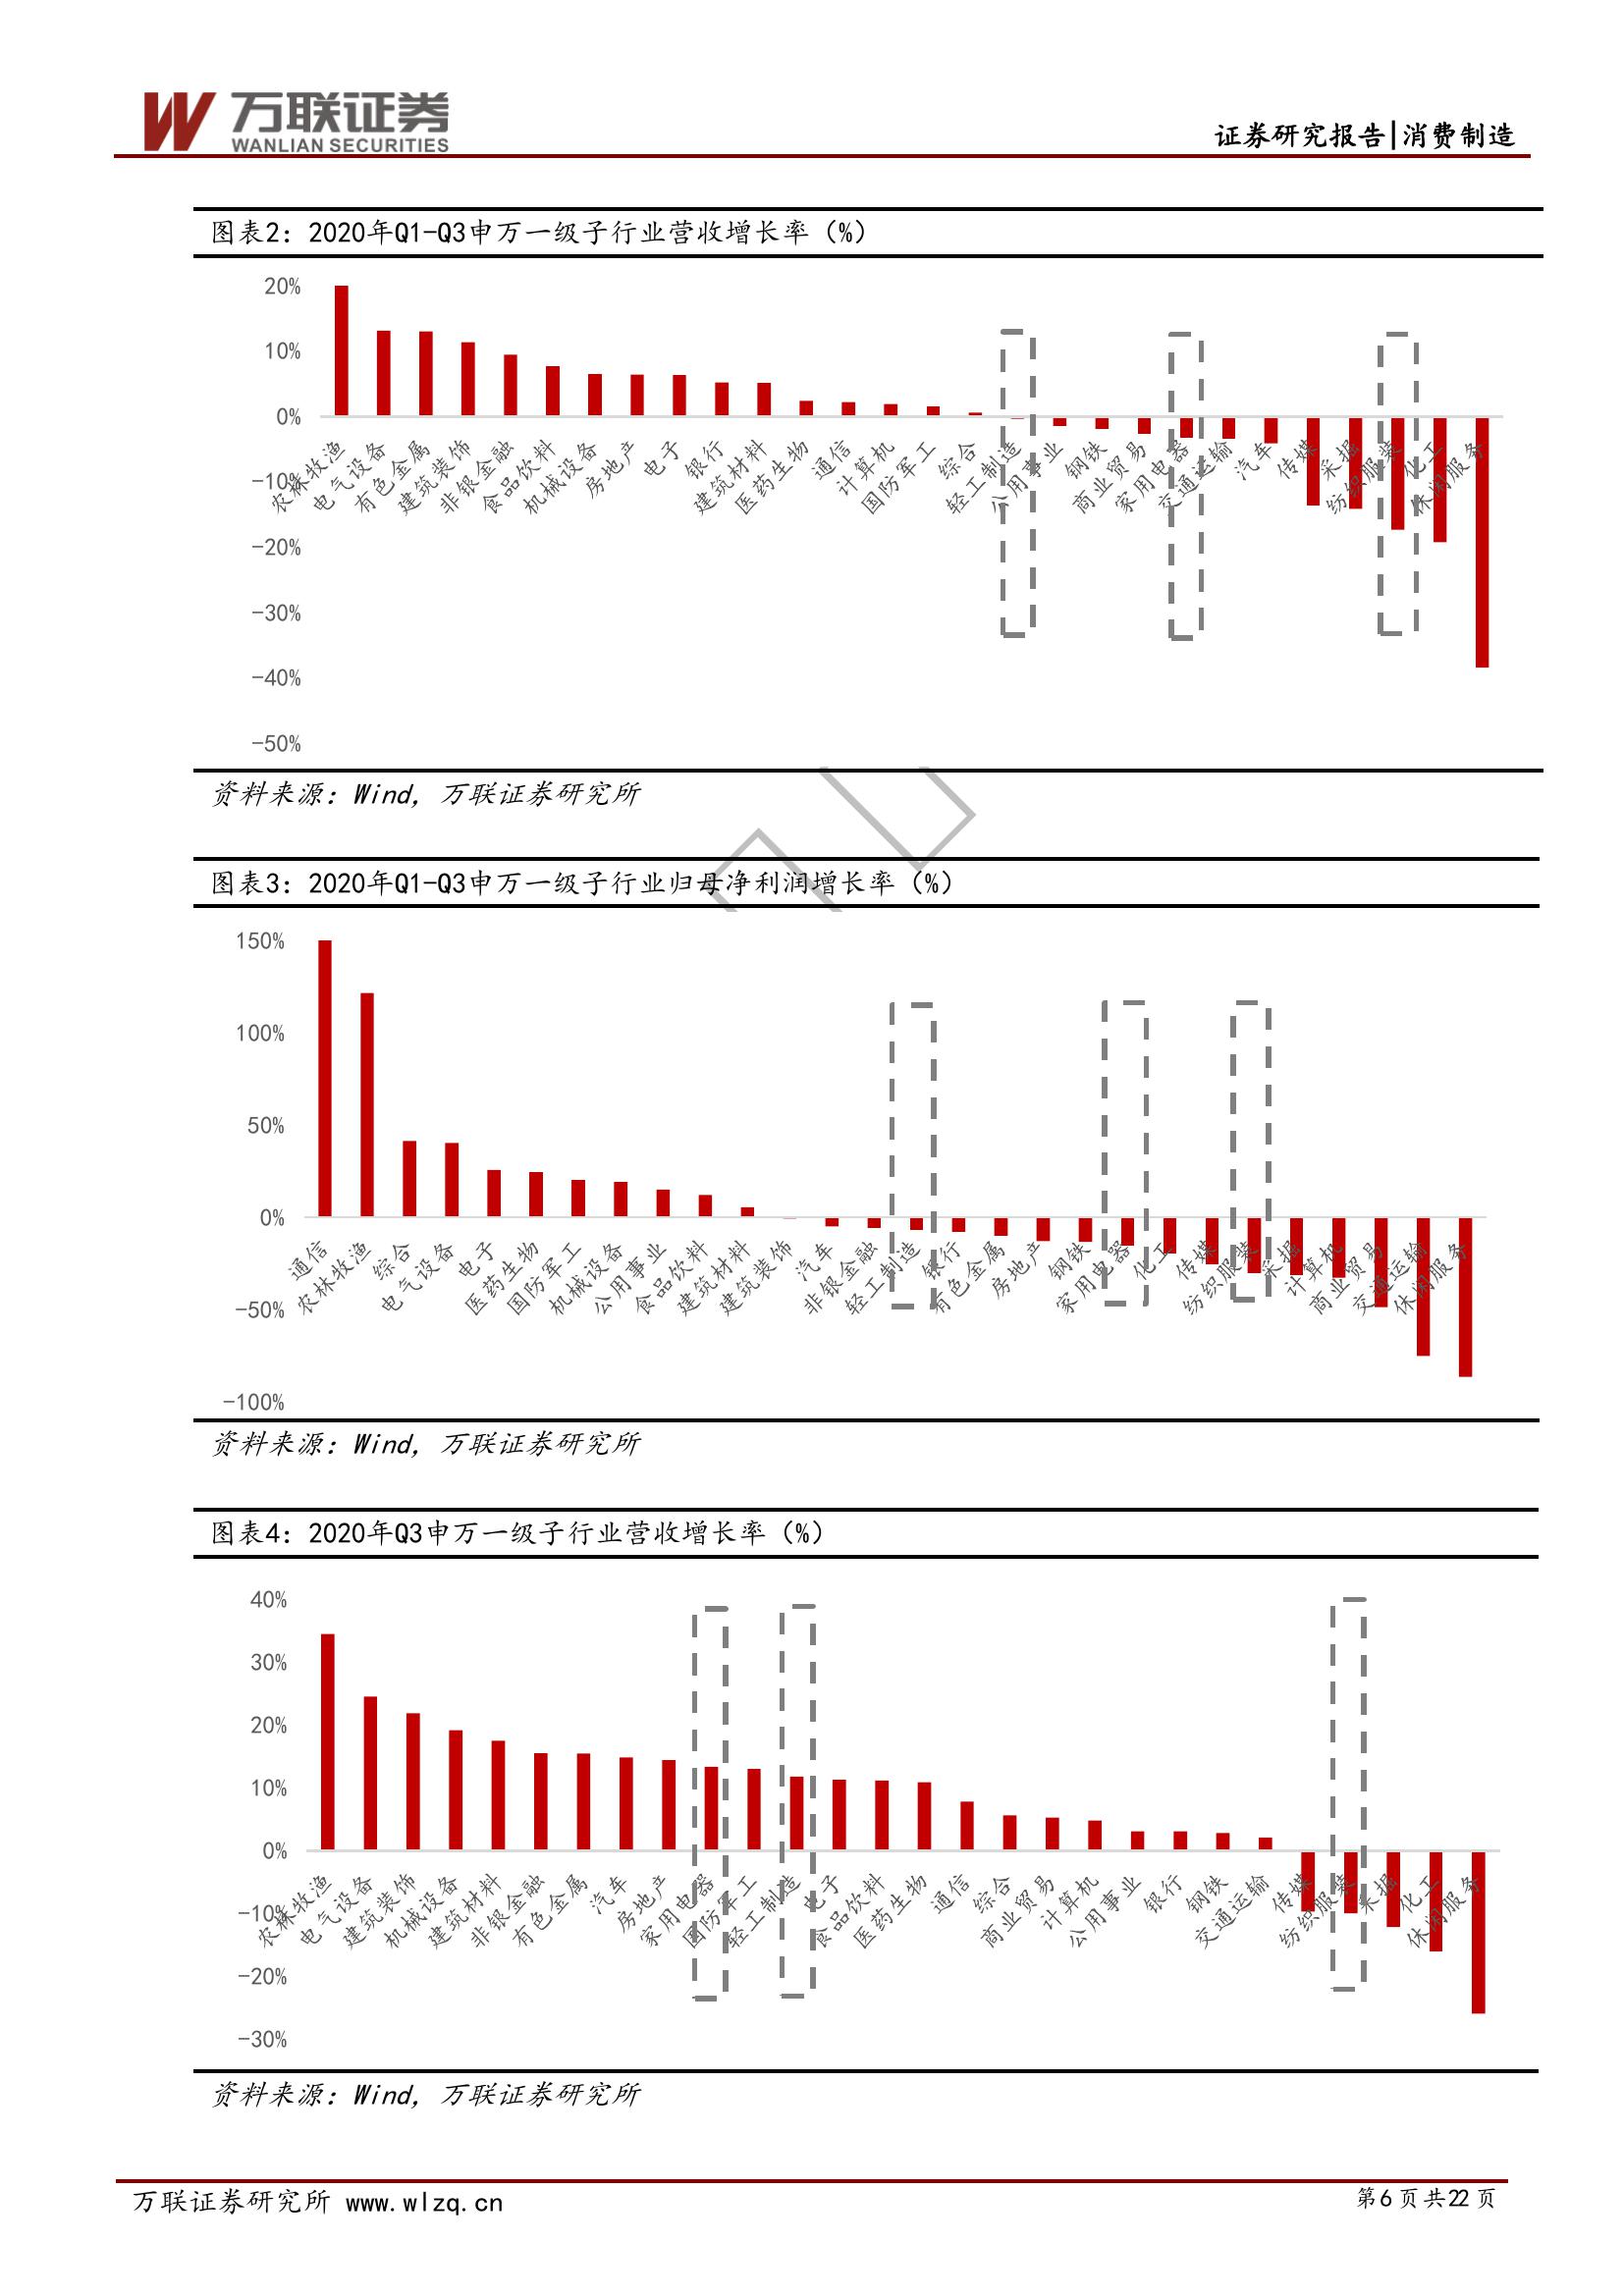 万联证券
WANLIAN SECURITIES
证券研究报告|消费制造
图表2：2020年Q1-Q3申万一级子行业营收增长率（%）
20%
10%
0%
-10%
-20%
-30%
-40%
-50%
农林牧渔
电气设备
有色金属
建筑装饰
非银金融
食品饮料
机械设备
房地产
电子
银行
建筑材料
医药生物
通信
计算机
国防军工
综合
轻工制造
公用事业
钢铁
商业贸易
家用电器
交通运输
汽车
传媒
采掘
纺织服装
化工
休闲服务
资料来源：Wind，万联证券研究所
图表3：2020年Q1-Q3申万一级子行业归母净利润增长率（%）
150%
100%
50%
0%
-50%
-100%
通信
农林牧渔
综合
电气设备
电子
医药生物
国防军工
机械设备
公用事业
食品饮料
建筑材料
建筑装饰
汽车
非银金融
轻工制造
银行
有色金属
房地产
钢铁
家用电器
化工
传媒
纺织服装
采掘
计算机
商业贸易
交通运输
休闲服务
资料来源：Wind，万联证券研究所
图表4：2020年Q3申万一级子行业营收增长率（%）
40%
30%
20%
10%
0%
-10%
-20%
-30%
农林牧渔
电气设备
建筑装饰
机械设备
建筑材料
非银金融
有色金属
汽车
房地产
家用电器
国防军工
轻工制造
电子
食品饮料
医药生物
通信
综合
商业贸易
计算机
公用事业
银行
钢铁
交通运输
传媒
纺织服装
采掘
化工
休闲服务
资料来源：Wind，万联证券研究所
万联证券研究所 www.wlzq.cn
第6页共22页